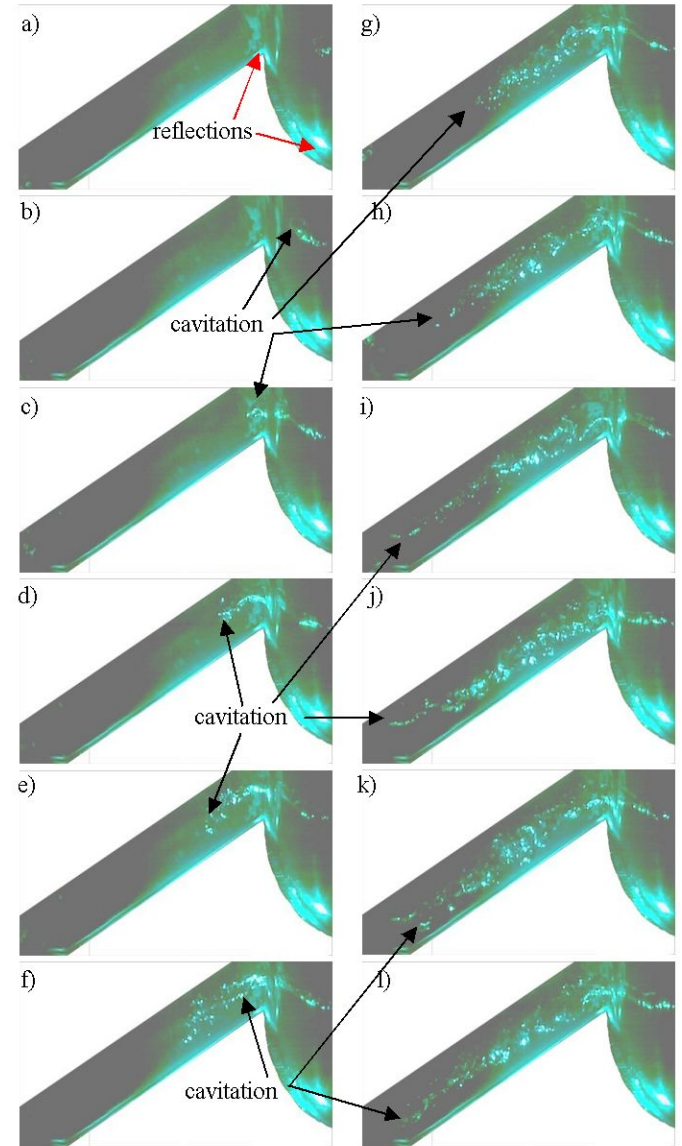 a)
g)
reflections
b)
h)
cavitation
c)
i)
d)
j)
cavitation
e)
k)
f)
l)
cavitation